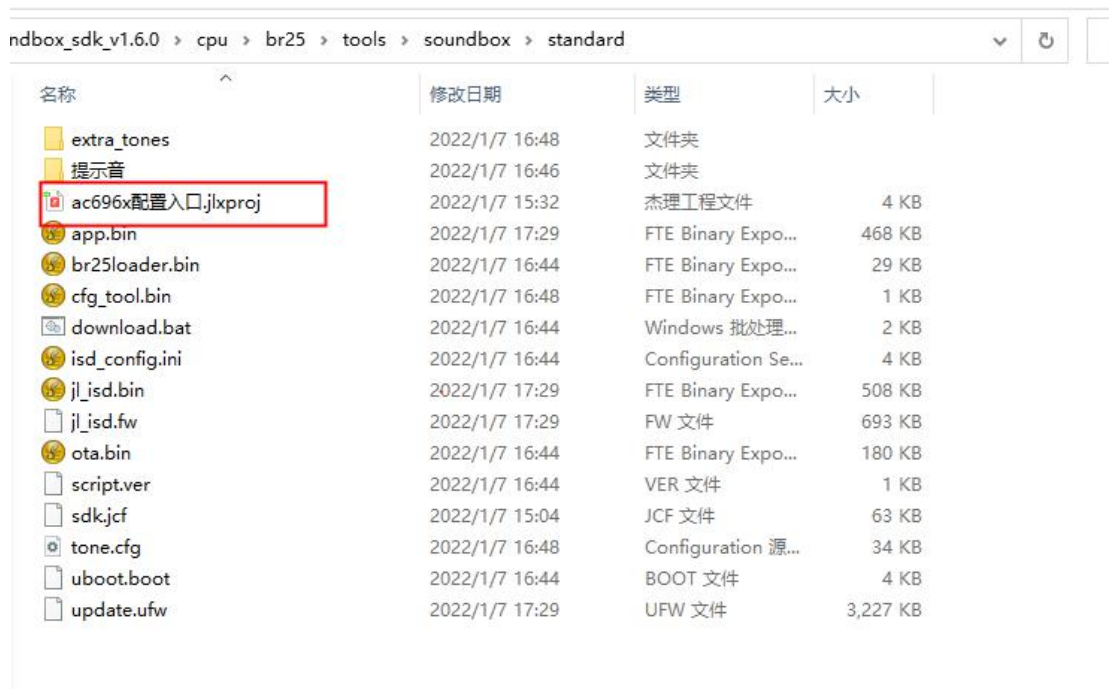 ndbox_sdk_v1.6.0 › cpu › br25 › tools › soundbox › standard
名称 修改日期 类型 大小
extra_tones 2022/1/7 16:48 文件夹
提示音 2022/1/7 16:46 文件夹
ac696x配置入口.jlxproj 2022/1/7 15:32 杰理工程文件 4 KB
app.bin 2022/1/7 17:29 FTE Binary Expo... 468 KB
br25loader.bin 2022/1/7 16:44 FTE Binary Expo... 29 KB
cfg_tool.bin 2022/1/7 16:48 FTE Binary Expo... 1 KB
download.bat 2022/1/7 16:44 Windows 批处理... 2 KB
isd_config.ini 2022/1/7 16:44 Configuration Se... 4 KB
jl_isd.bin 2022/1/7 17:29 FTE Binary Expo... 508 KB
jl_isd.fw 2022/1/7 17:29 FW 文件 693 KB
ota.bin 2022/1/7 16:44 FTE Binary Expo... 180 KB
script.ver 2022/1/7 16:44 VER 文件 1 KB
sdk.jcf 2022/1/7 15:04 JCF 文件 63 KB
tone.cfg 2022/1/7 16:48 Configuration 源... 34 KB
uboot.boot 2022/1/7 16:44 BOOT 文件 4 KB
update.ufw 2022/1/7 17:29 UFW 文件 3,227 KB